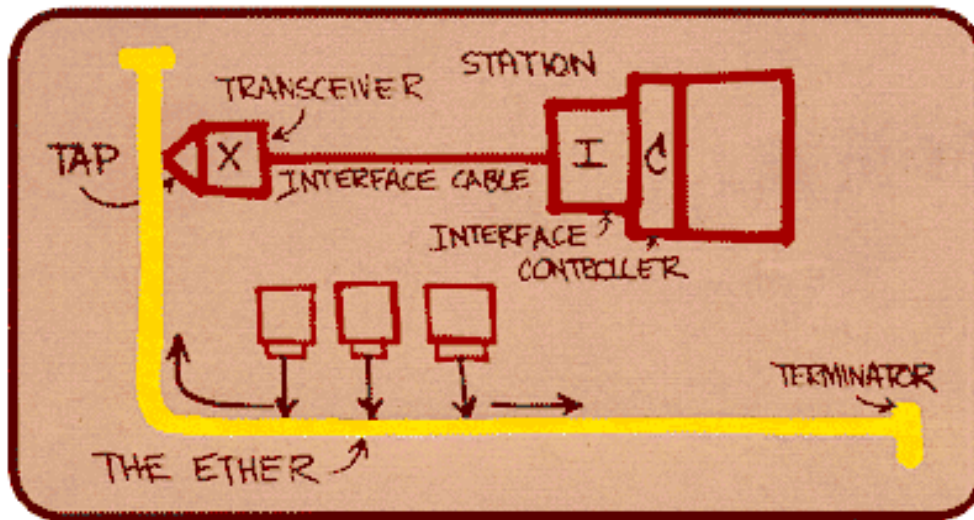 STATION
TRANSCEIVER
TAP
X
I
C
INTERFACE CABLE
INTERFACE
CONTROLLER
TERMINATOR
THE ETHER